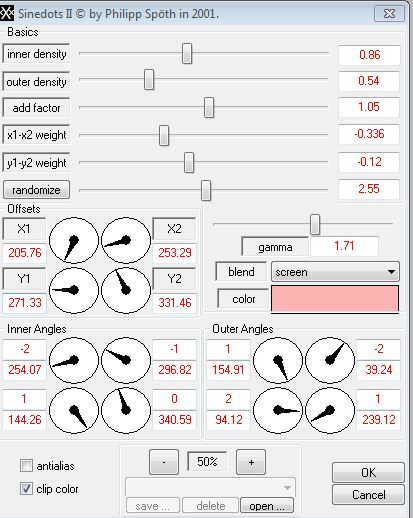 Sinedots II © by Philipp Spöth in 2001.
Basics
inner density 0.86
outer density 0.54
add factor 1.05
x1-x2 weight -0.336
y1-y2 weight -0.12
randomize 2.55
Offsets
X1 X2
205.76 253.29
Y1 Y2
271.33 331.46
gamma 1.71
blend screen
color
Inner Angles
-2 -1
254.07 296.82
1 0
144.26 340.59
Outer Angles
1 -2
154.91 39.24
2 1
94.12 239.12
antialias
clip color
- 50% +
save ... delete open ...
OK
Cancel